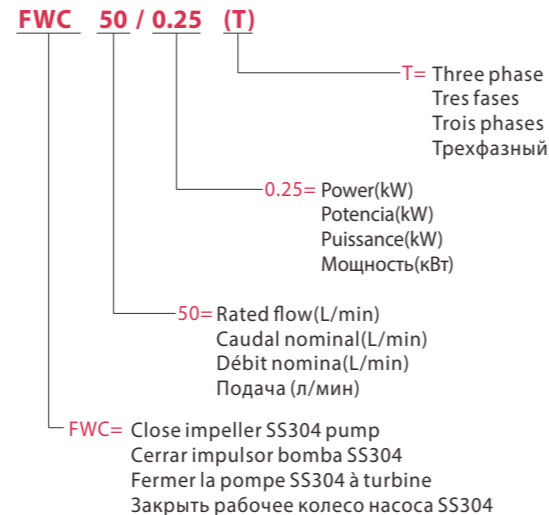 FWC 50 / 0.25 (T)
T= Three phase
Tres fases
Trois phases
Трехфазный
0.25= Power(kW)
Potencia(kW)
Puissance(kW)
Мощность(кВт)
50= Rated flow(L/min)
Caudal nominal(L/min)
Débit nomina(L/min)
Подача (л/мин)
FWC= Close impeller SS304 pump
Cerrar impulsor bomba SS304
Fermer la pompe SS304 à turbine
Закрыть рабочее колесо насоса SS304